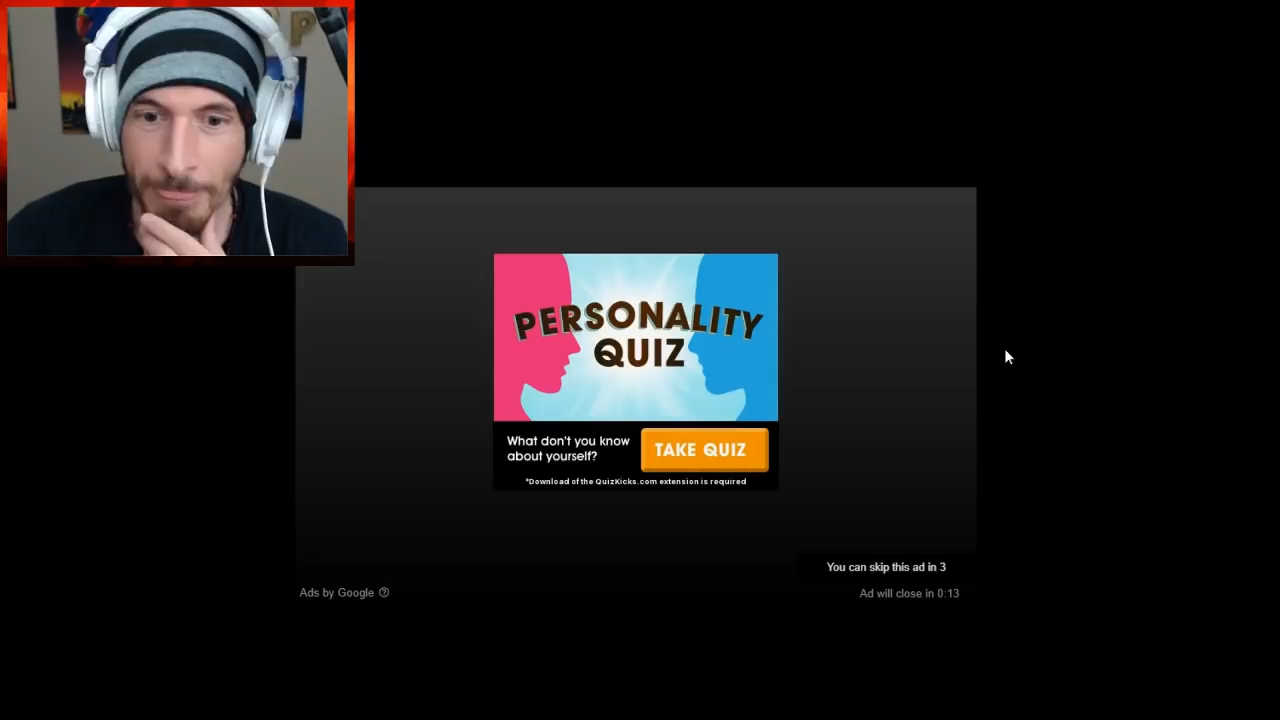 P
PERSONALITY
QUIZ
What don't you know
about yourself?
TAKE QUIZ
*Download of the QuizKicks.com extension is required
You can skip this ad in 3
Ads by Google
Ad will close in 0:13